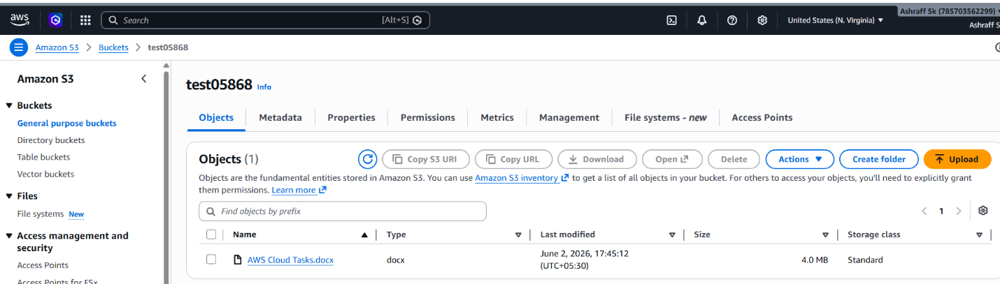 aws
Search [Alt+S]
United States (N. Virginia)
Ashraff Sk (785703562299)
Ashraff S
Amazon S3 > Buckets > test05868
Amazon S3
Buckets
General purpose buckets
Directory buckets
Table buckets
Vector buckets
Files
File systems New
Access management and
security
Access Points
Access Points for FSx
test05868 Info
Objects Metadata Properties Permissions Metrics Management File systems - new Access Points
Objects (1) Copy S3 URI Copy URL Download Open Delete Actions Create folder Upload
Objects are the fundamental entities stored in Amazon S3. You can use Amazon S3 inventory to get a list of all objects in your bucket. For others to access your objects, you'll need to explicitly grant
them permissions. Learn more
Find objects by prefix
1
Name Type Last modified Size Storage class
AWS Cloud Tasks.docx docx June 2, 2026, 17:45:12 4.0 MB Standard
(UTC+05:30)